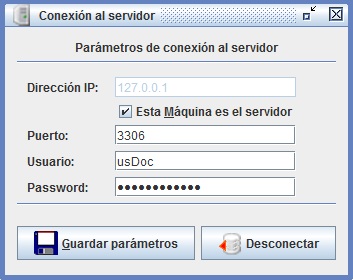 Conexión al servidor
Parámetros de conexión al servidor
Dirección IP: 127.0.0.1
Esta Máquina es el servidor
Puerto: 3306
Usuario: usDoc
Password: ●●●●●●●●●●●●
Guardar parámetros Desconectar